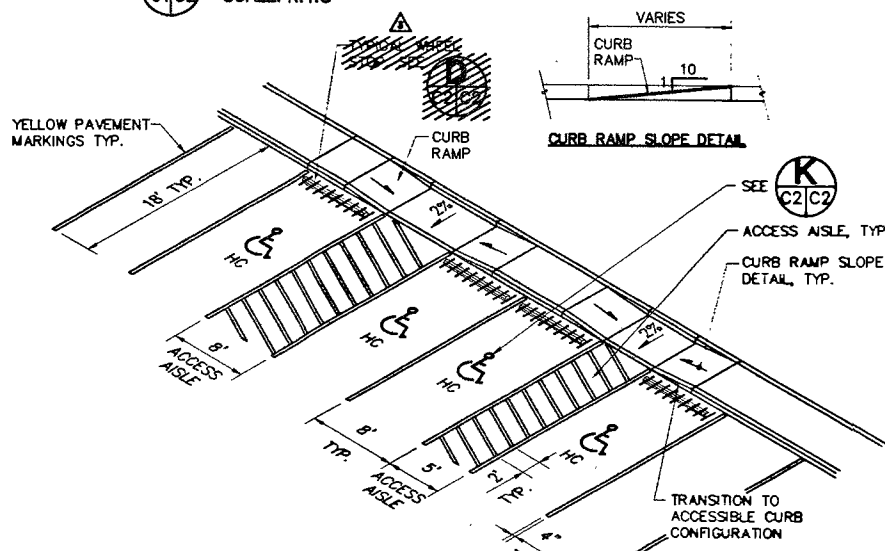 VARIES
CURB
RAMP
10
1
CURB RAMP SLOPE DETAIL
TYPICAL WHEEL
STOP SEE
D
C2 C2
YELLOW PAVEMENT
MARKINGS TYP.
CURB
RAMP
18' TYP.
2%
SEE
K
C2 C2
ACCESS AISLE, TYP
CURB RAMP SLOPE
DETAIL, TYP.
HC
HC
2%
HC
HC
8'
ACCESS
AISLE
8'
TYP.
5'
ACCESS
AISLE
2'
TYP.
4"
TRANSITION TO
ACCESSIBLE CURB
CONFIGURATION